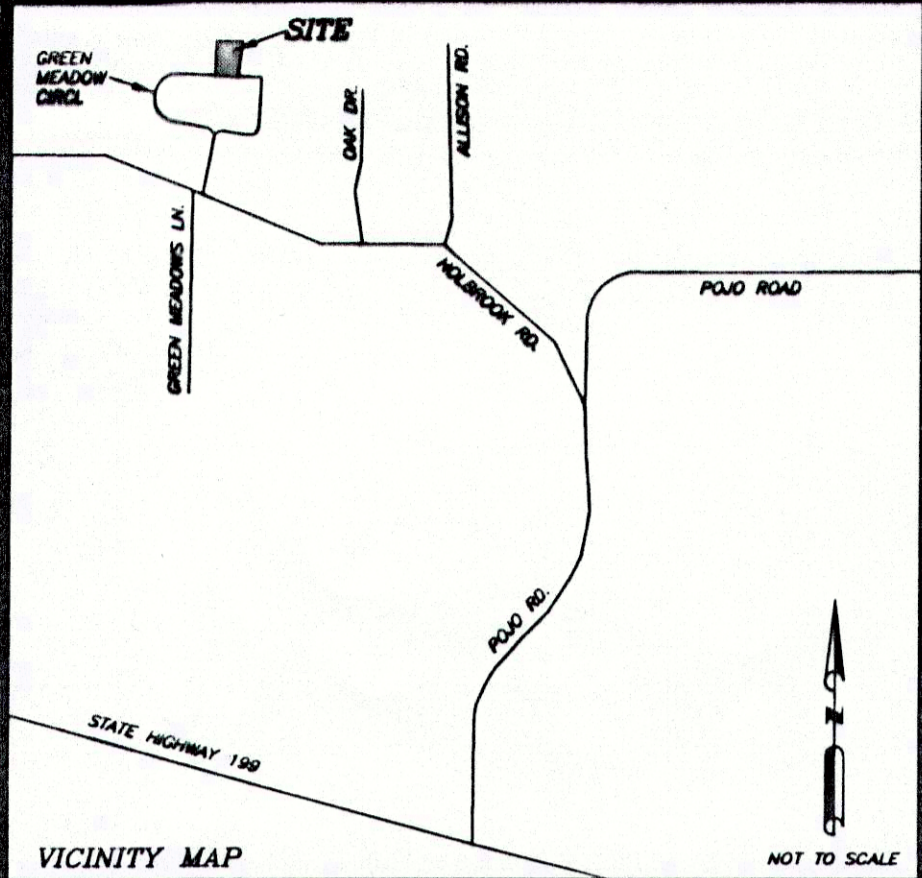 SITE
GREEN
MEADOW
CIRCL
OAK DR.
ALLISON RD.
GREEN MEADOWS LN.
HOLBROOK RD.
POJO ROAD
POJO RD.
STATE HIGHWAY 199
N
VICINITY MAP
NOT TO SCALE